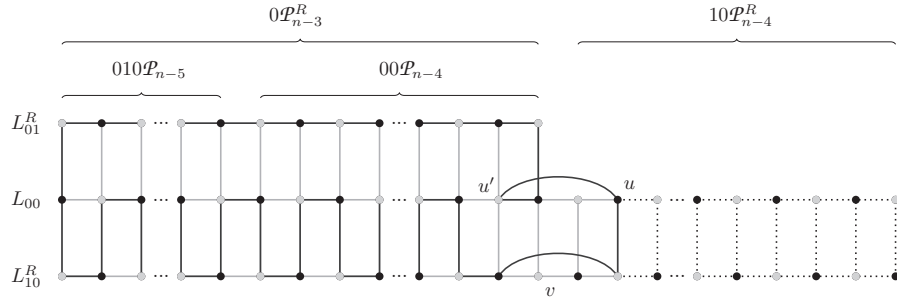 0𝒫^R_{n−3} 10𝒫^R_{n−4}
010𝒫_{n−5} 00𝒫_{n−4}
L^R_{01} ··· ···
L_{00} ··· ··· u′ u ···
L^R_{10} ··· ··· v ···